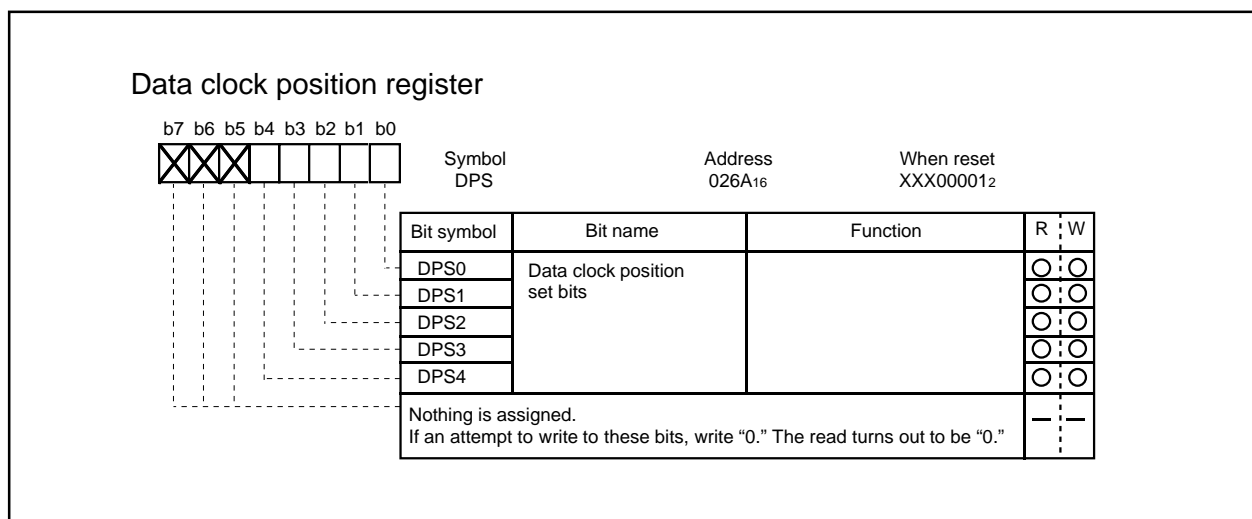 Data clock position register
b7 b6 b5 b4 b3 b2 b1 b0
Symbol Address When reset
DPS 026A16 XXX000012
Bit symbol Bit name Function R W
DPS0 Data clock position
DPS1 set bits
DPS2
DPS3
DPS4
Nothing is assigned.
If an attempt to write to these bits, write “0.” The read turns out to be “0.”